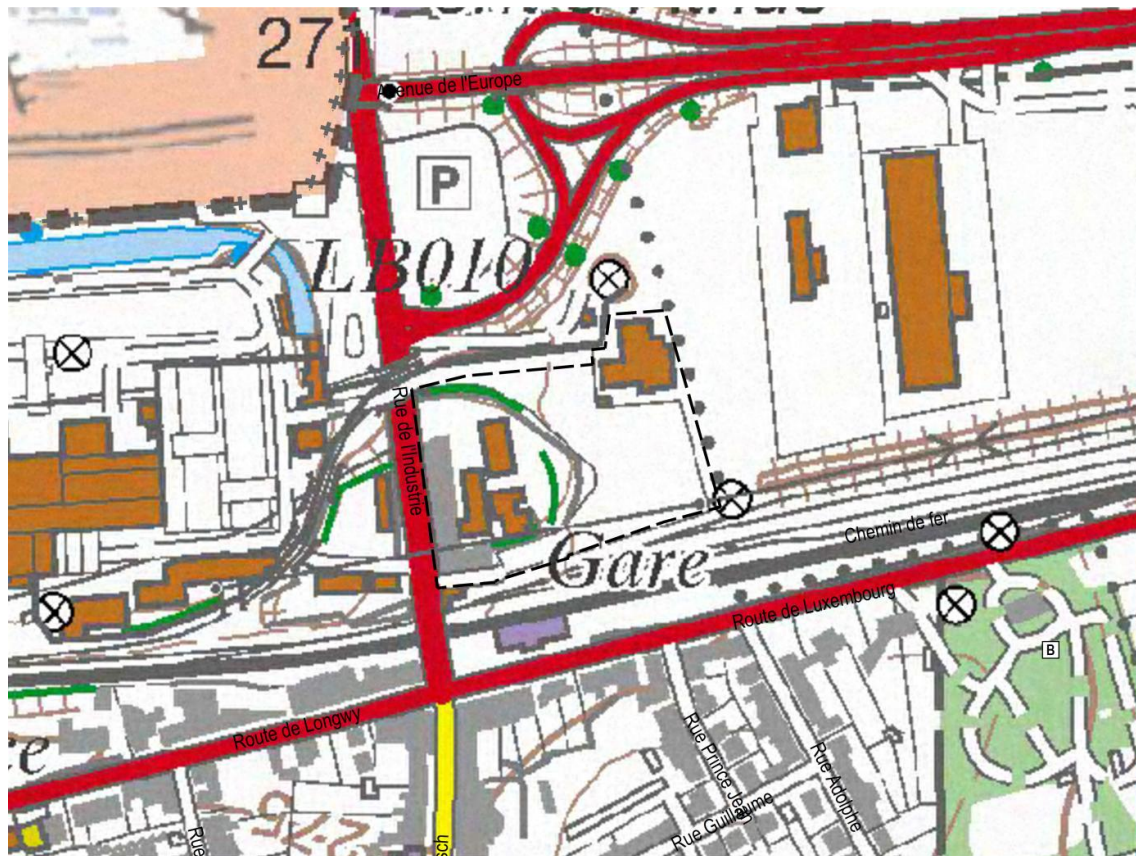 27
Avenue de l'Europe
P
LB010
Rue de l'Industrie
Gare
Chemin de fer
Route de Luxembourg
B
Route de Longwy
Rue Prince Jean
Rue Adolphe
Rue Guillaume
Rue
sch